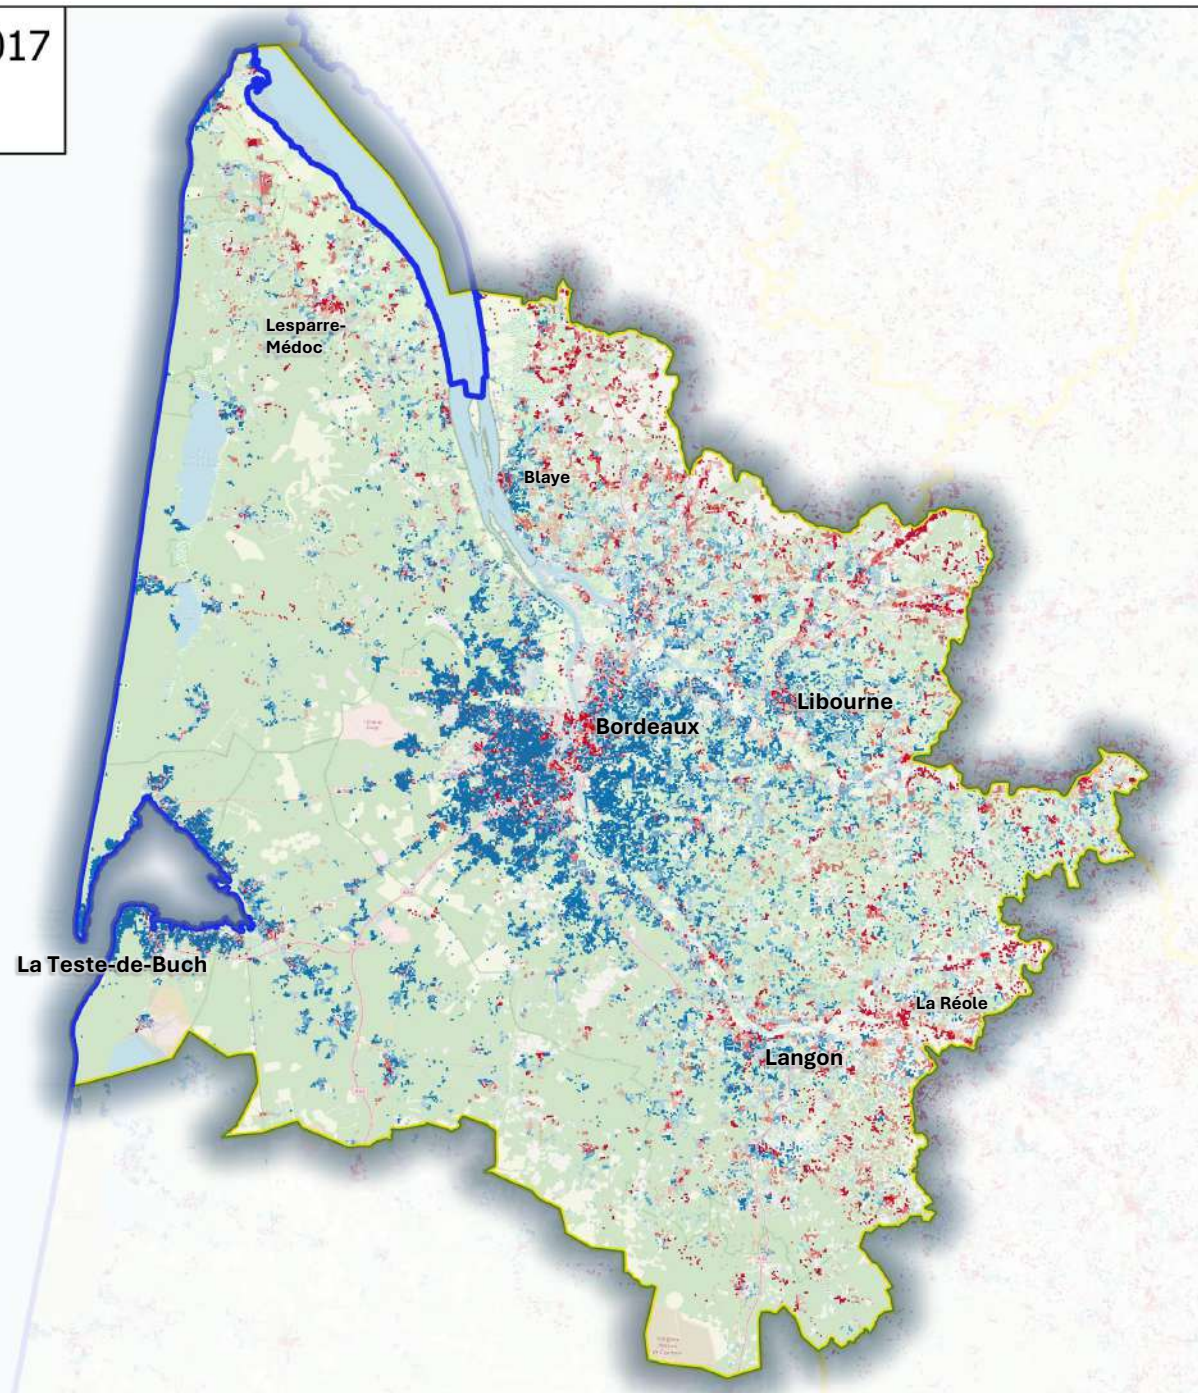 017
Lesparre-
Médoc
Blaye
Libourne
Bordeaux
La Teste-de-Buch
La Réole
Langon